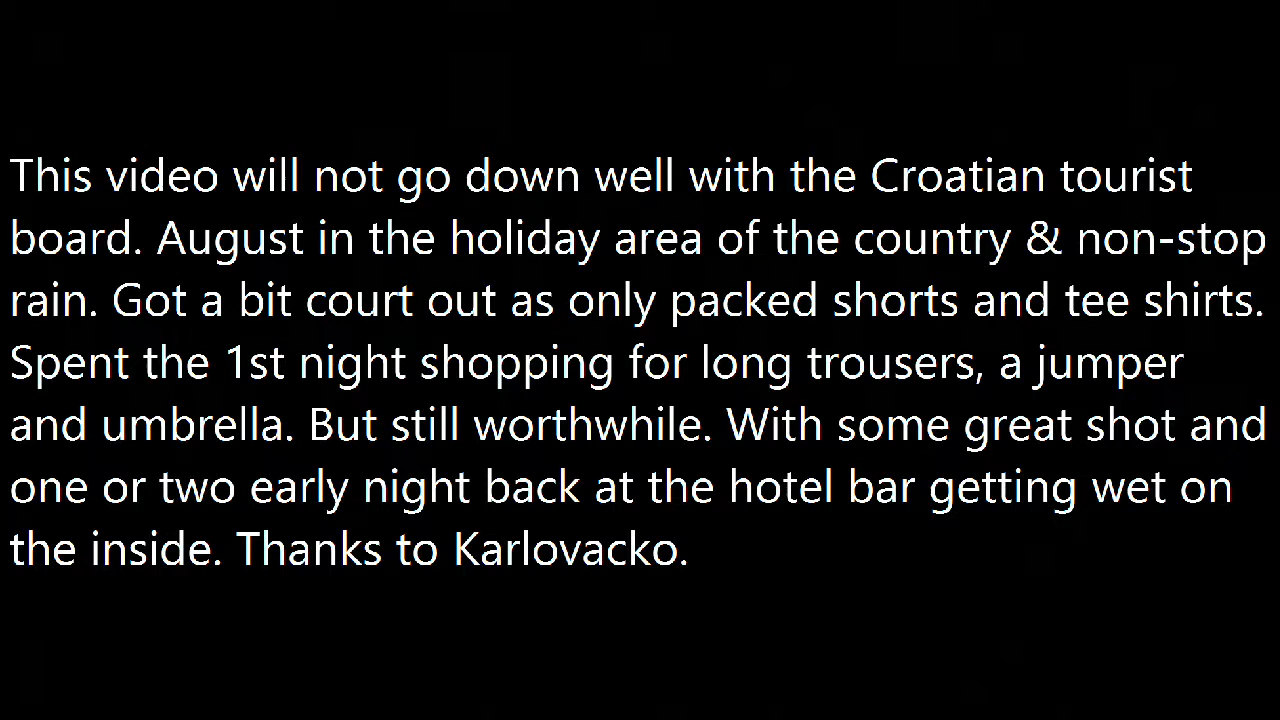 This video will not go down well with the Croatian tourist
board. August in the holiday area of the country & non-stop
rain. Got a bit court out as only packed shorts and tee shirts.
Spent the 1st night shopping for long trousers, a jumper
and umbrella. But still worthwhile. With some great shot and
one or two early night back at the hotel bar getting wet on
the inside. Thanks to Karlovacko.